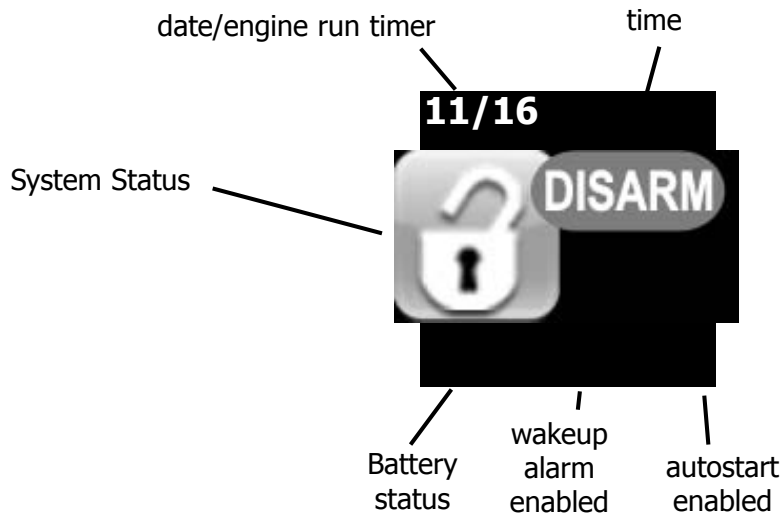 date/engine run timer
time
11/16
System Status
DISARM
Battery
status
wakeup
alarm
enabled
autostart
enabled